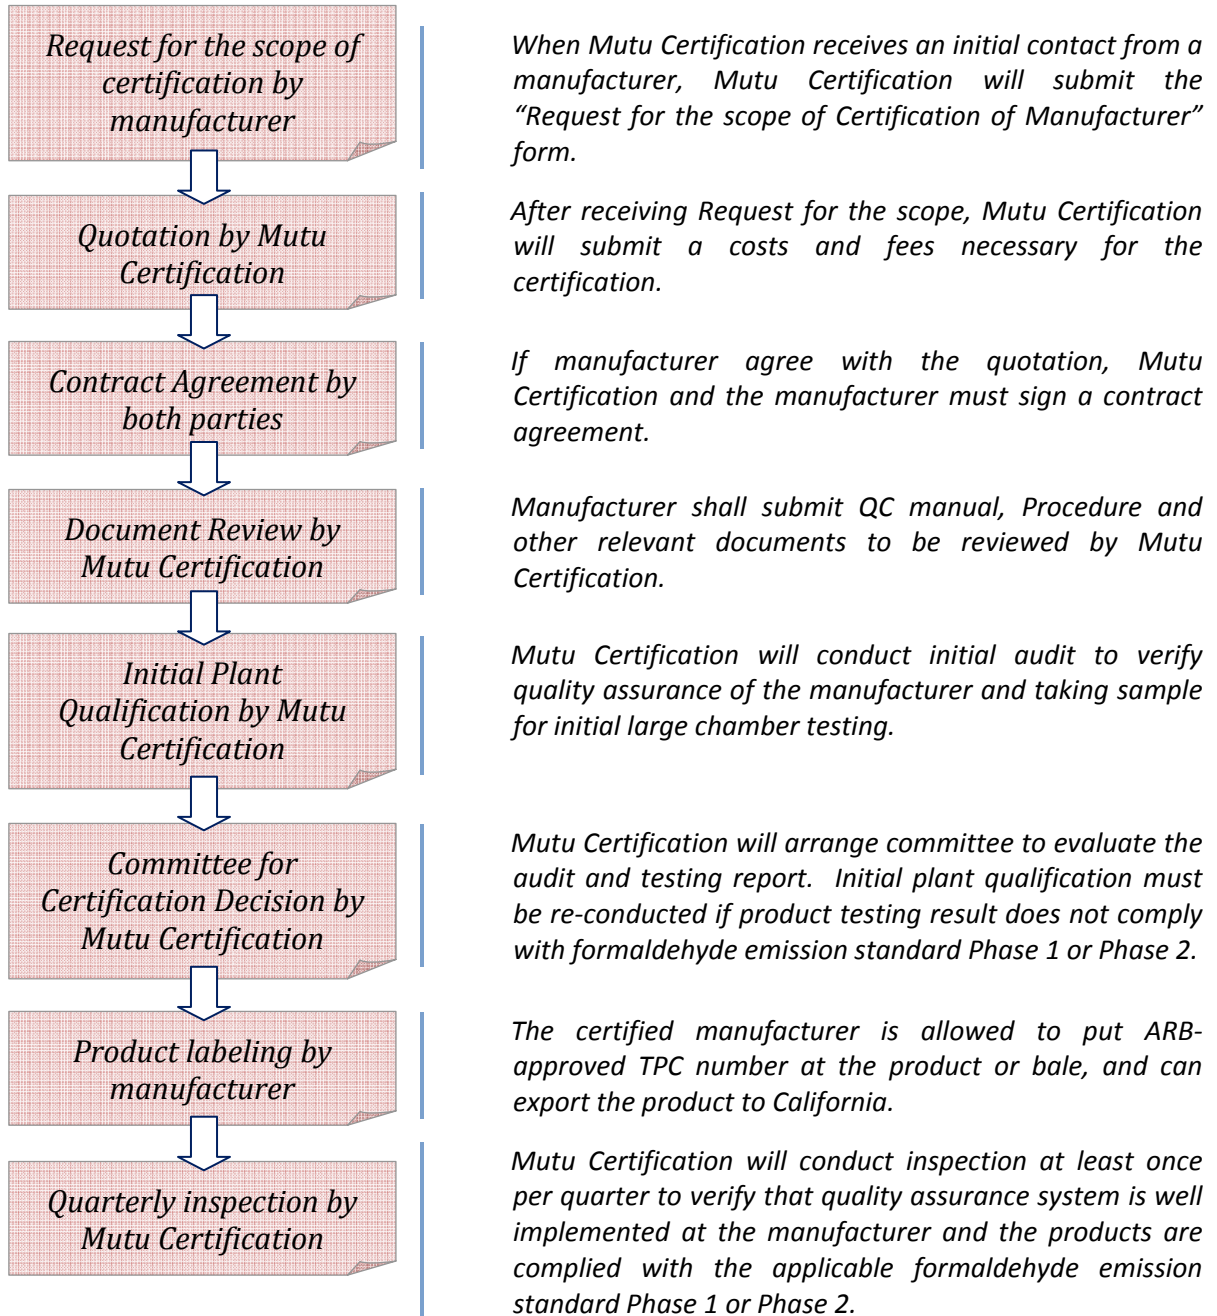 Request for the scope of
certification by
manufacturer
When Mutu Certification receives an initial contact from a
manufacturer, Mutu Certification will submit the
“Request for the scope of Certification of Manufacturer”
form.
Quotation by Mutu
Certification
After receiving Request for the scope, Mutu Certification
will submit a costs and fees necessary for the
certification.
Contract Agreement by
both parties
If manufacturer agree with the quotation, Mutu
Certification and the manufacturer must sign a contract
agreement.
Document Review by
Mutu Certification
Manufacturer shall submit QC manual, Procedure and
other relevant documents to be reviewed by Mutu
Certification.
Initial Plant
Qualification by Mutu
Certification
Mutu Certification will conduct initial audit to verify
quality assurance of the manufacturer and taking sample
for initial large chamber testing.
Committee for
Certification Decision by
Mutu Certification
Mutu Certification will arrange committee to evaluate the
audit and testing report. Initial plant qualification must
be re-conducted if product testing result does not comply
with formaldehyde emission standard Phase 1 or Phase 2.
Product labeling by
manufacturer
The certified manufacturer is allowed to put ARB-
approved TPC number at the product or bale, and can
export the product to California.
Quarterly inspection by
Mutu Certification
Mutu Certification will conduct inspection at least once
per quarter to verify that quality assurance system is well
implemented at the manufacturer and the products are
complied with the applicable formaldehyde emission
standard Phase 1 or Phase 2.